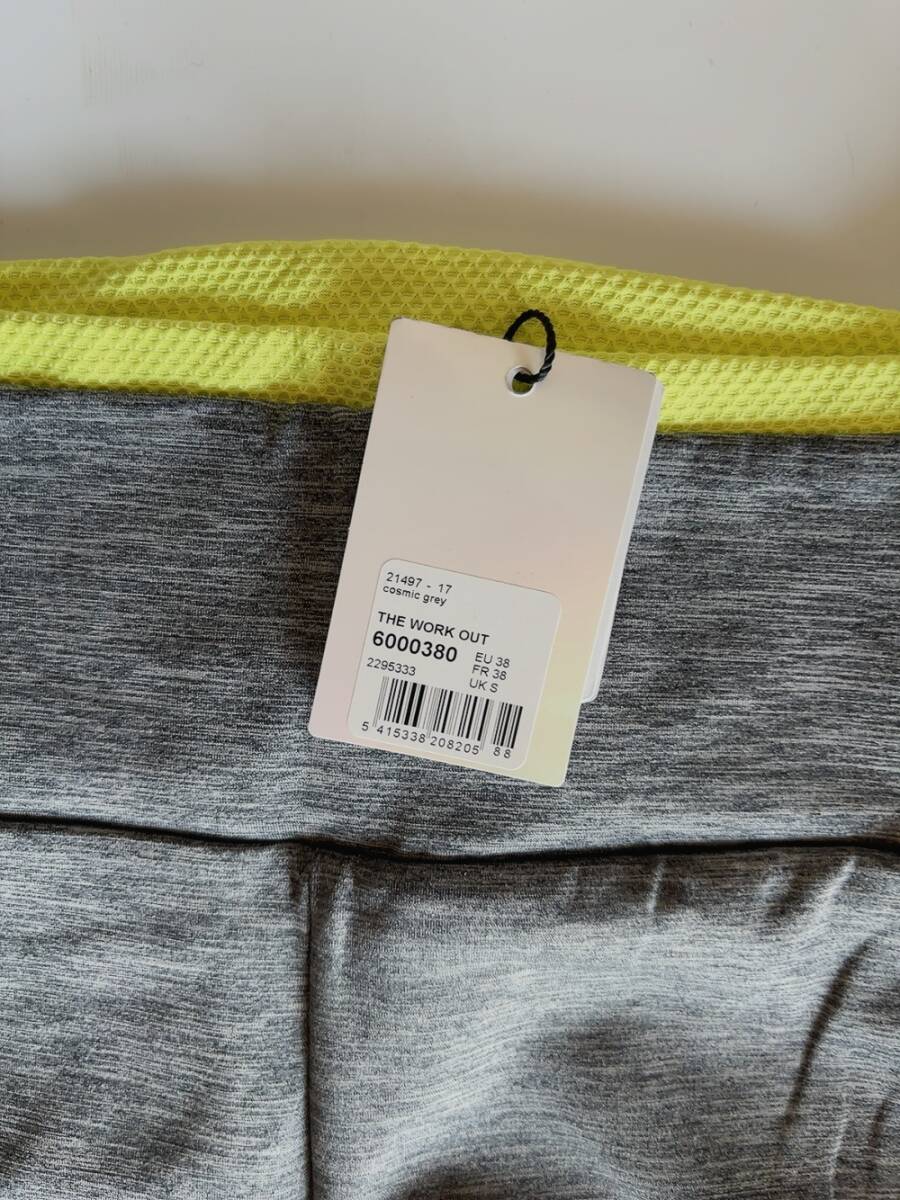 21497 - 17
cosmic grey
THE WORK OUT
6000380
EU 38
FR 38
UK S
2295333
5 415338 208205 88